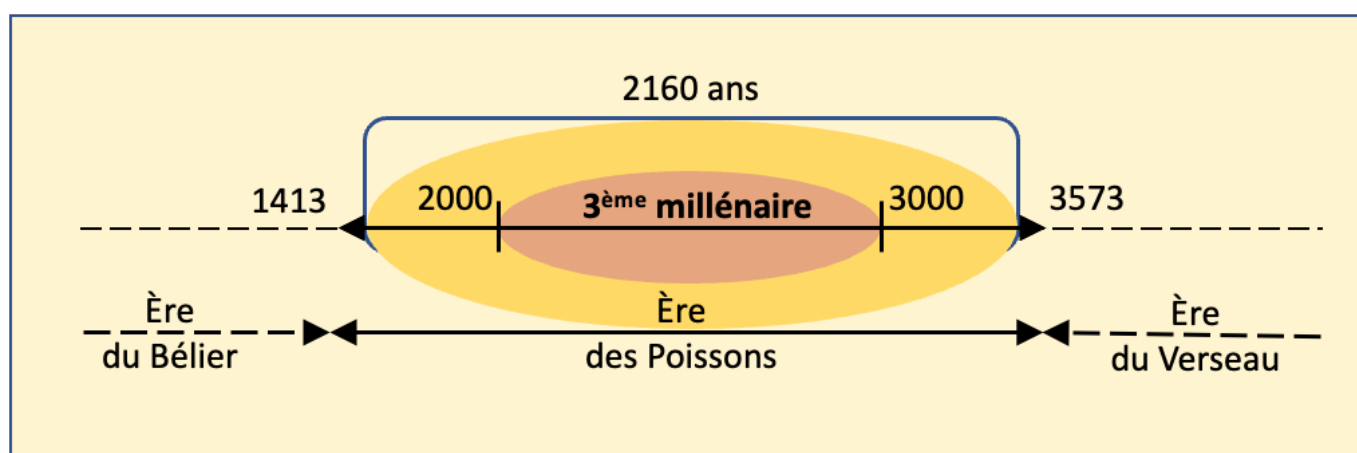 2160 ans
1413 2000 3ème millénaire 3000 3573
Ère Ère Ère
du Bélier des Poissons du Verseau